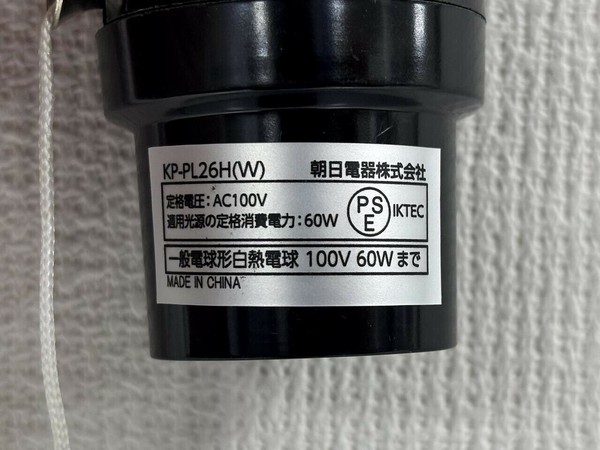 KP-PL26H(W) 朝日電器株式会社
定格電圧：AC100V
適用光源の定格消費電力：60W
PSE IKTEC
一般電球形白熱電球 100V 60Wまで
MADE IN CHINA